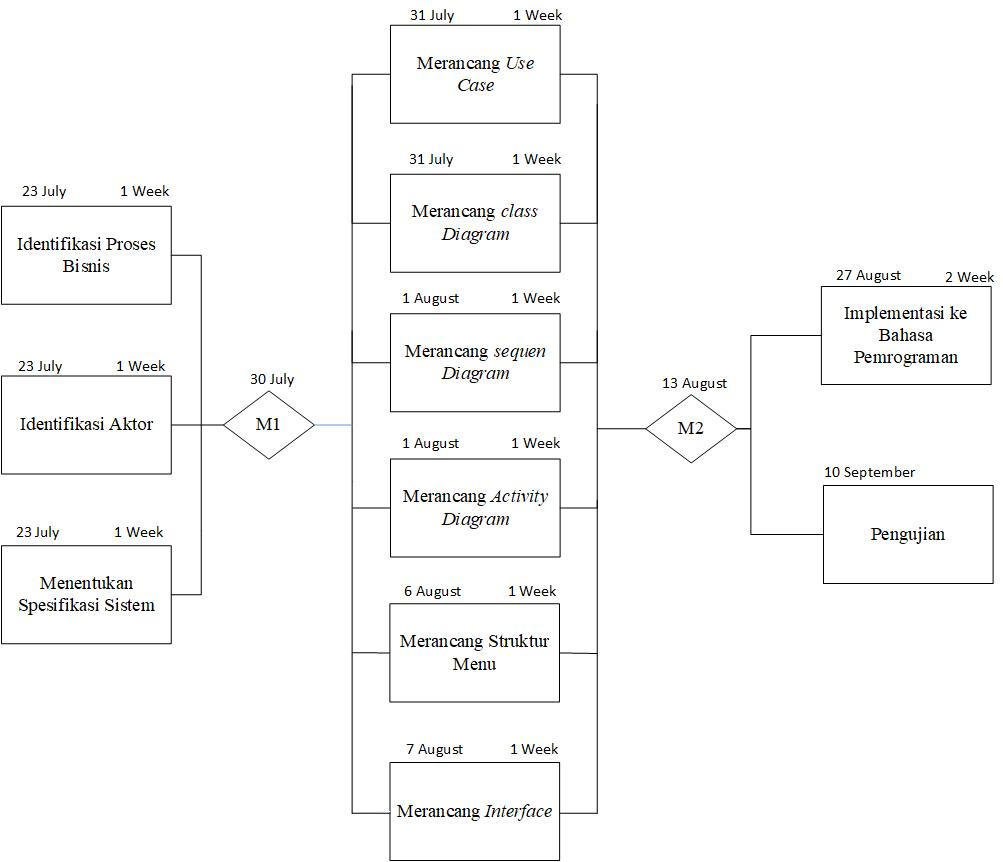 23 July 1 Week
Identifikasi Proses
Bisnis
23 July 1 Week
Identifikasi Aktor
23 July 1 Week
Menentukan
Spesifikasi Sistem
30 July
M1
31 July 1 Week
Merancang Use
Case
31 July 1 Week
Merancang class
Diagram
1 August 1 Week
Merancang sequen
Diagram
1 August 1 Week
Merancang Activity
Diagram
6 August 1 Week
Merancang Struktur
Menu
7 August 1 Week
Merancang Interface
13 August
M2
27 August 2 Week
Implementasi ke
Bahasa
Pemrograman
10 September
Pengujian